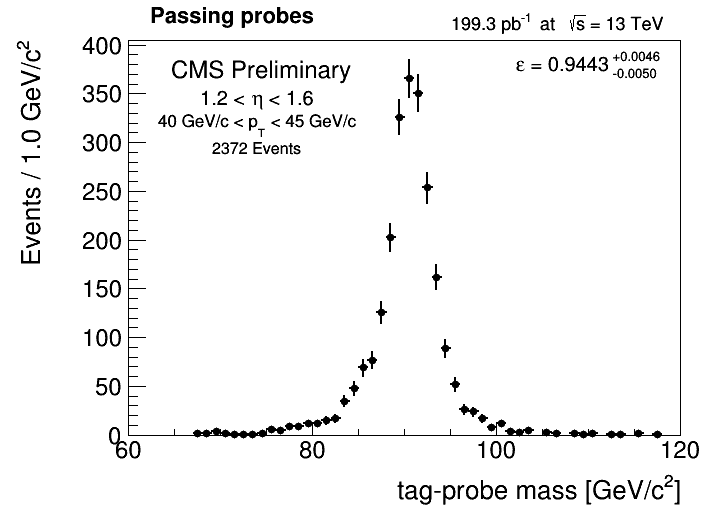 Passing probes
199.3 pb⁻¹ at √s = 13 TeV
CMS Preliminary
1.2 < η < 1.6
40 GeV/c < p_T < 45 GeV/c
2372 Events
ε = 0.9443 +0.0046 -0.0050
Events / 1.0 GeV/c²
400
350
300
250
200
150
100
50
0
60 80 100 120
tag-probe mass [GeV/c²]